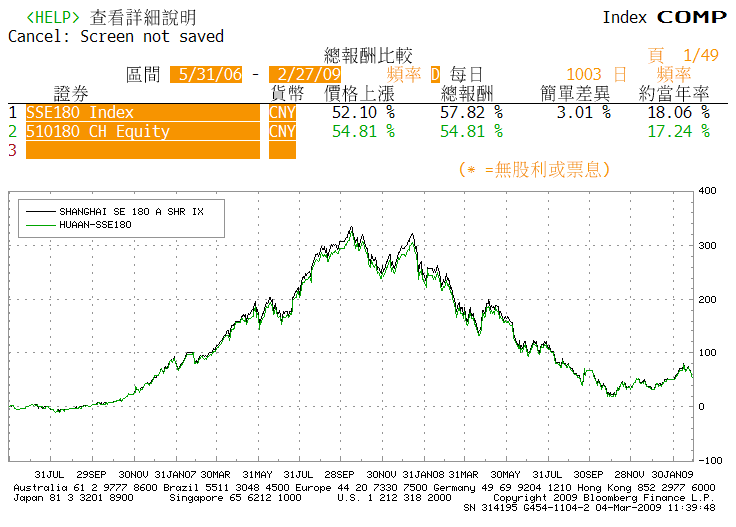 <HELP> 查看詳細說明 Index COMP
Cancel: Screen not saved
總報酬比較 頁 1/49
區間 5/31/06 - 2/27/09 頻率 D 每日 1003 日 頻率
證券 貨幣 價格上漲 總報酬 簡單差異 約當年率
1 SSE180 Index CNY 52.10 % 57.82 % 3.01 % 18.06 %
2 510180 CH Equity CNY 54.81 % 54.81 % 17.24 %
3
(* =無股利或票息)
400
SHANGHAI SE 180 A SHR IX
HUAAN-SSE180
300
200
100
0
-100
31JUL 29SEP 30NOV 31JAN07 30MAR 31MAY 31JUL 28SEP 30NOV 31JAN08 31MAR 30MAY 31JUL 30SEP 28NOV 30JAN09
Australia 61 2 9777 8600 Brazil 5511 3048 4500 Europe 44 20 7330 7500 Germany 49 69 9204 1210 Hong Kong 852 2977 6000
Japan 81 3 3201 8900 Singapore 65 6212 1000 U.S. 1 212 318 2000 Copyright 2009 Bloomberg Finance L.P.
SN 314195 G454-1104-2 04-Mar-2009 11:39:48